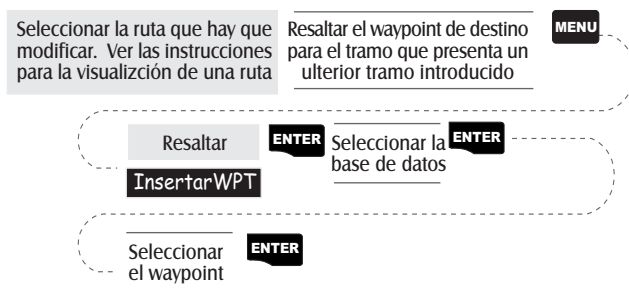 Seleccionar la ruta que hay que
modificar. Ver las instrucciones
para la visualizción de una ruta
Resaltar el waypoint de destino
para el tramo que presenta un
ulterior tramo introducido
MENU
Resaltar
InsertarWPT
ENTER
Seleccionar la
base de datos
ENTER
Seleccionar
el waypoint
ENTER